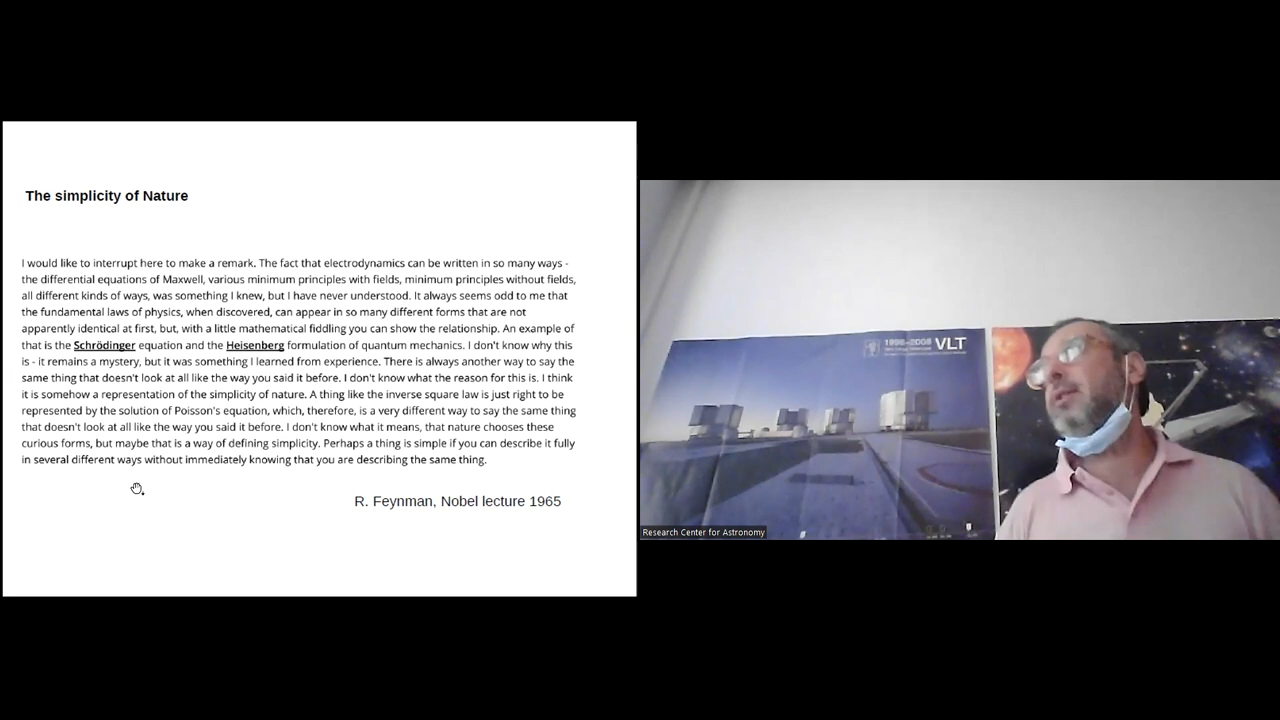 The simplicity of Nature
I would like to interrupt here to make a remark. The fact that electrodynamics can be written in so many ways -
the differential equations of Maxwell, various minimum principles with fields, minimum principles without fields,
all different kinds of ways, was something I knew, but I have never understood. It always seems odd to me that
the fundamental laws of physics, when discovered, can appear in so many different forms that are not
apparently identical at first, but, with a little mathematical fiddling you can show the relationship. An example of
that is the Schrödinger equation and the Heisenberg formulation of quantum mechanics. I don't know why this
is - it remains a mystery, but it was something I learned from experience. There is always another way to say the
same thing that doesn't look at all like the way you said it before. I don't know what the reason for this is. I think
it is somehow a representation of the simplicity of nature. A thing like the inverse square law is just right to be
represented by the solution of Poisson's equation, which, therefore, is a very different way to say the same thing
that doesn't look at all like the way you said it before. I don't know what it means, that nature chooses these
curious forms, but maybe that is a way of defining simplicity. Perhaps a thing is simple if you can describe it fully
in several different ways without immediately knowing that you are describing the same thing.
R. Feynman, Nobel lecture 1965
VLT
Research Center for Astronomy